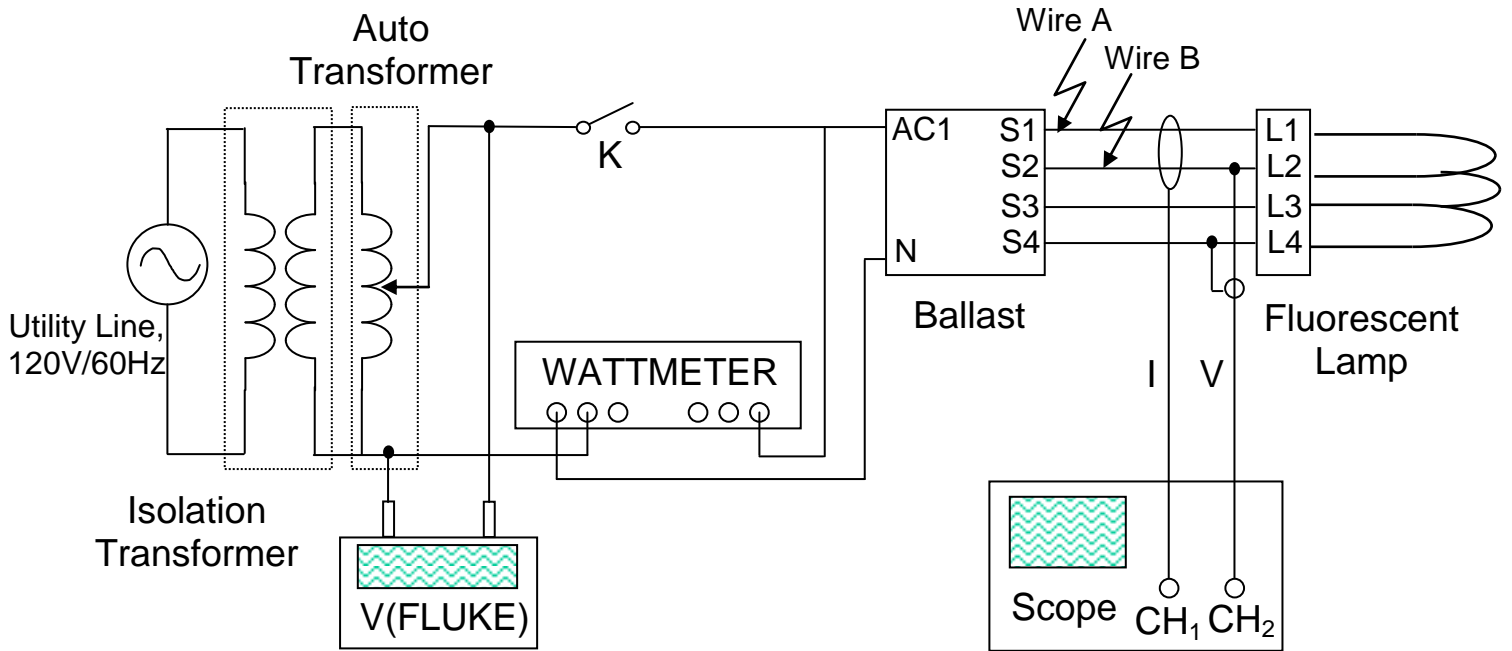 Auto
Transformer
Wire A
Wire B
K
AC1
N
S1
S2
S3
S4
L1
L2
L3
L4
Ballast
Fluorescent
Lamp
Utility Line,
120V/60Hz
WATTMETER
I
V
Isolation
Transformer
V(FLUKE)
Scope
CH1
CH2